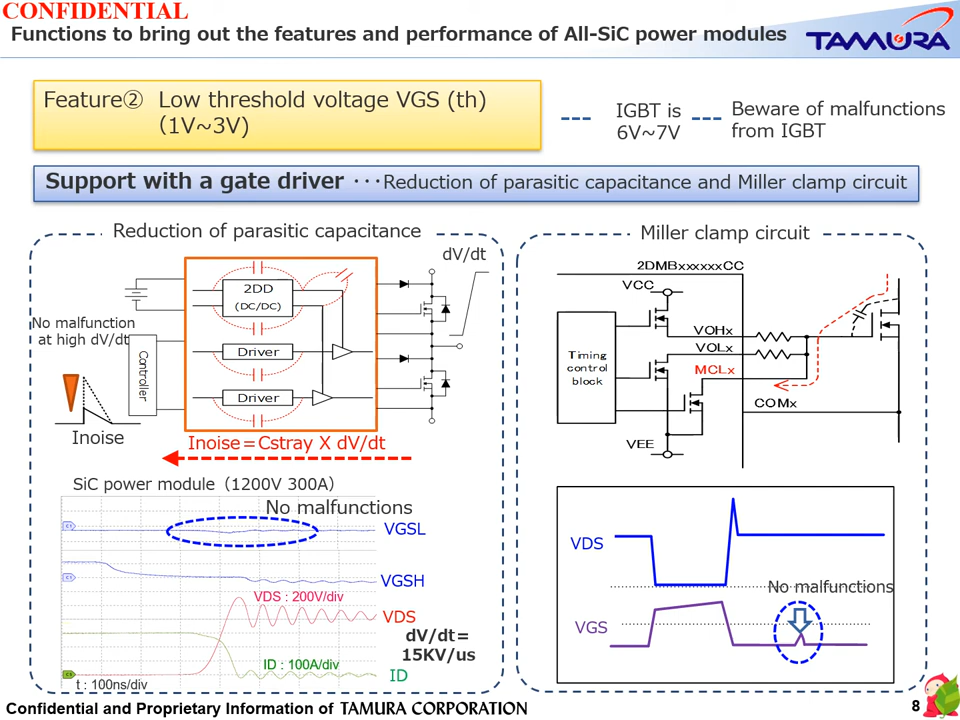 CONFIDENTIAL
Functions to bring out the features and performance of All-SiC power modules
TAMURA
Feature② Low threshold voltage VGS (th)
(1V~3V)
IGBT is
6V~7V
Beware of malfunctions
from IGBT
Support with a gate driver ･･･Reduction of parasitic capacitance and Miller clamp circuit
Reduction of parasitic capacitance
dV/dt
2DD
(DC/DC)
No malfunction
at high dV/dt
Controller
Driver
Driver
Inoise
Inoise＝Cstray X dV/dt
SiC power module（1200V 300A）
No malfunctions
C1
VGSL
C1
VGSH
VDS : 200V/div
VDS
dV/dt=
15KV/us
ID : 100A/div
ID
t : 100ns/div
Miller clamp circuit
2DMBxxxxxxCC
VCC
VOHx
VOLx
Timing
control
block
MCLx
COMx
VEE
VDS
No malfunctions
VGS
Confidential and Proprietary Information of TAMURA CORPORATION
8